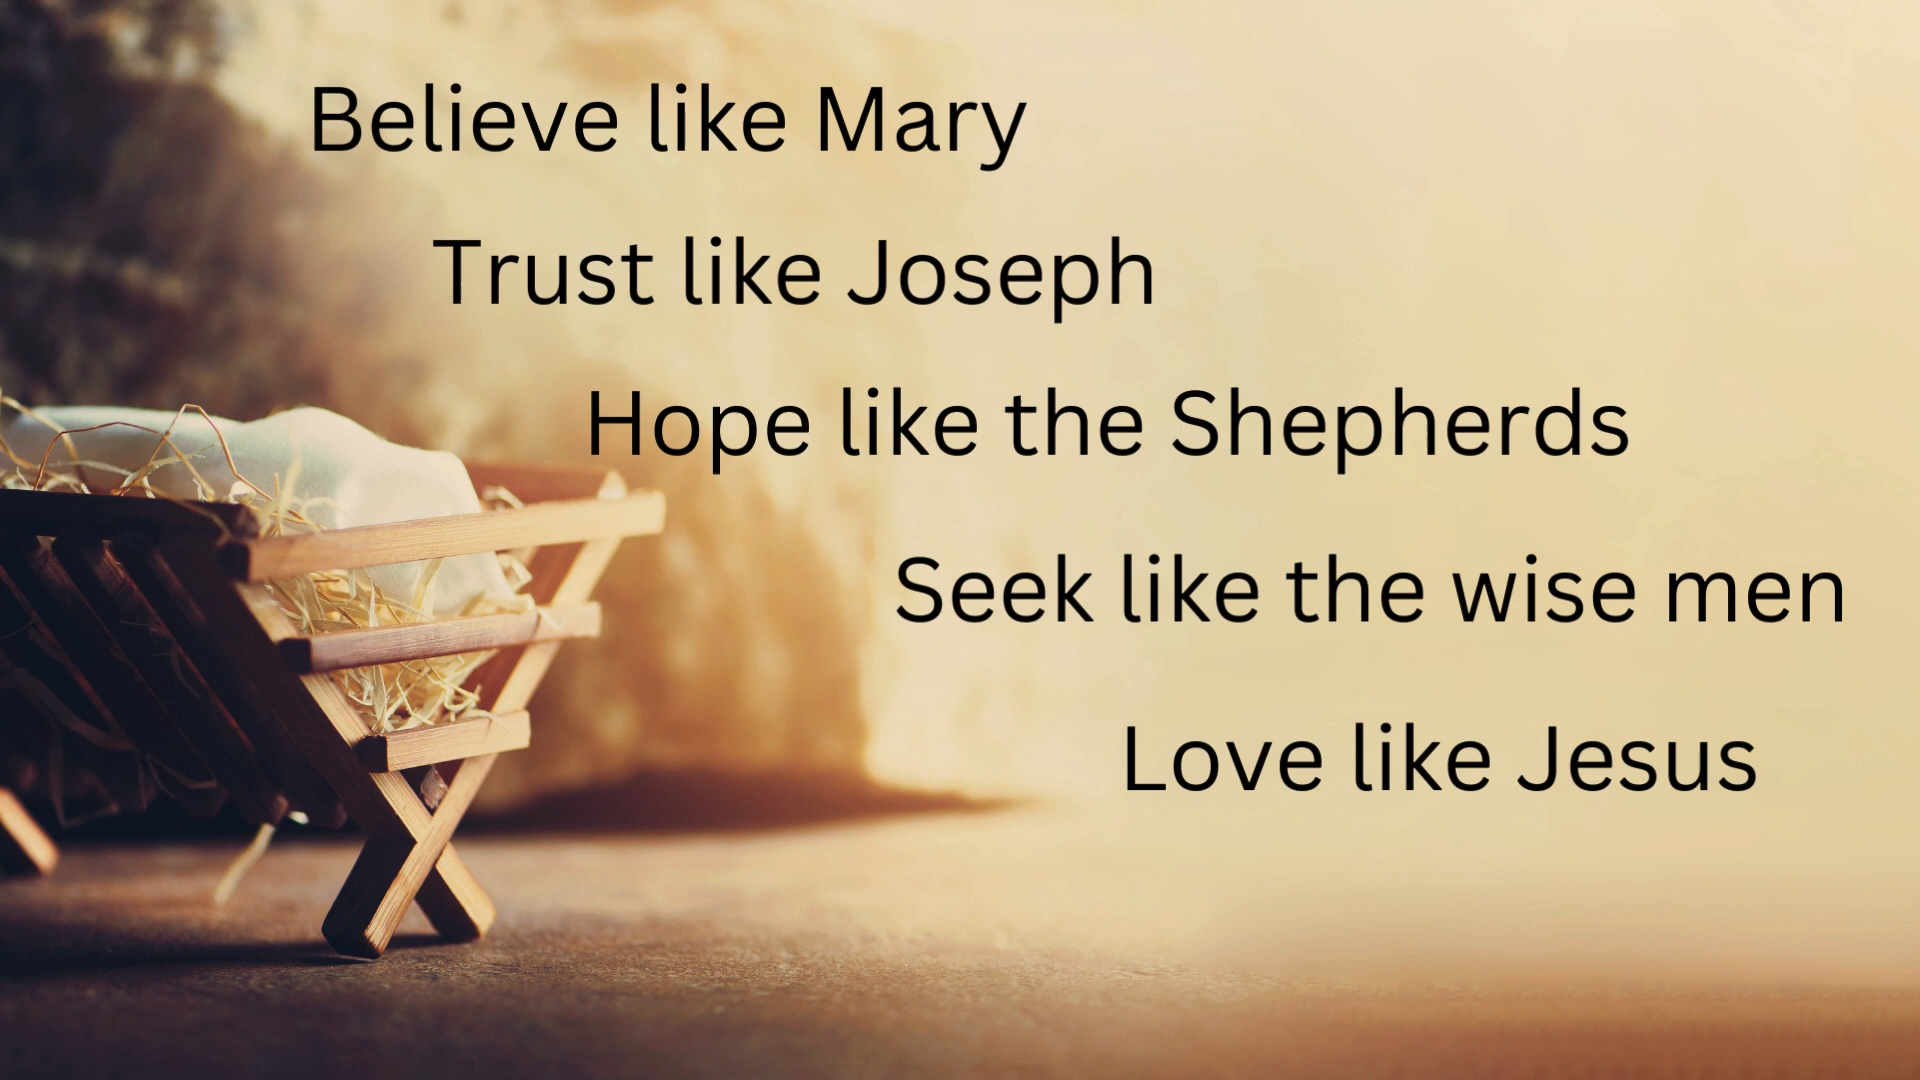 Believe like Mary
Trust like Joseph
Hope like the Shepherds
Seek like the wise men
Love like Jesus